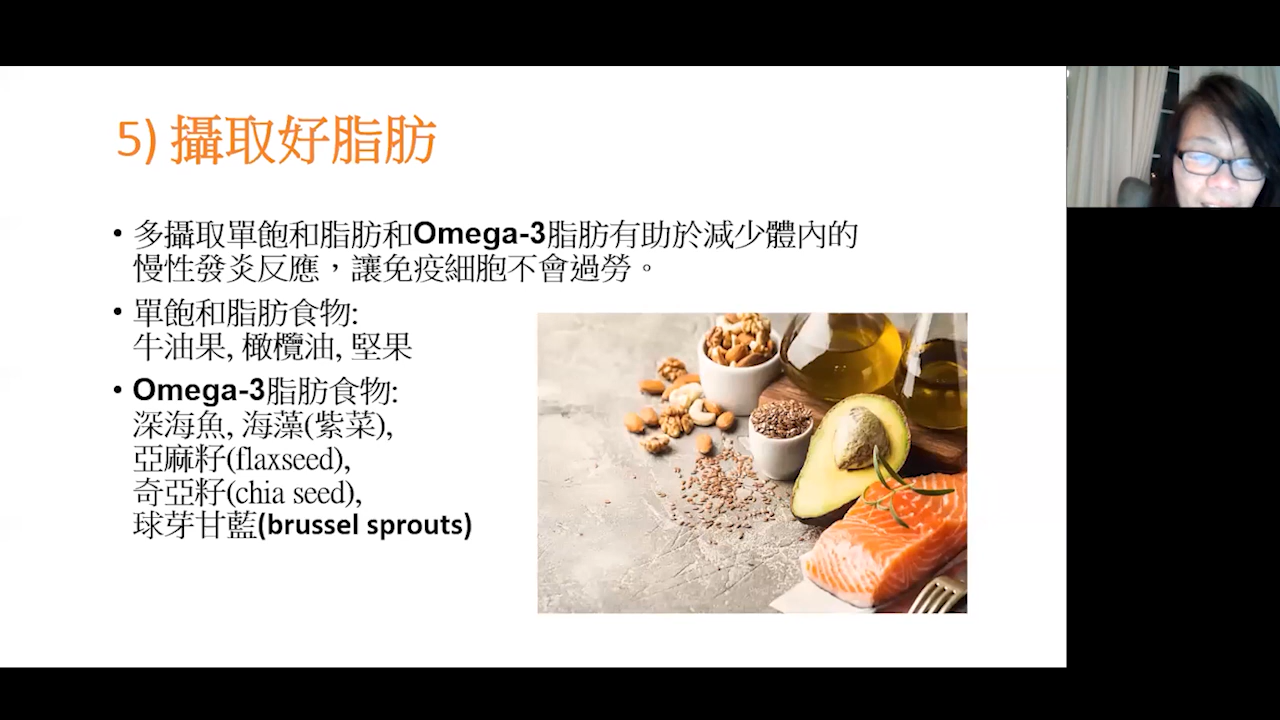 5) 攝取好脂肪
• 多攝取單飽和脂肪和Omega-3脂肪有助於減少體內的
慢性發炎反應，讓免疫細胞不會過勞。
• 單飽和脂肪食物:
牛油果, 橄欖油, 堅果
• Omega-3脂肪食物:
深海魚, 海藻(紫菜),
亞麻籽(flaxseed),
奇亞籽(chia seed),
球芽甘藍(brussel sprouts)